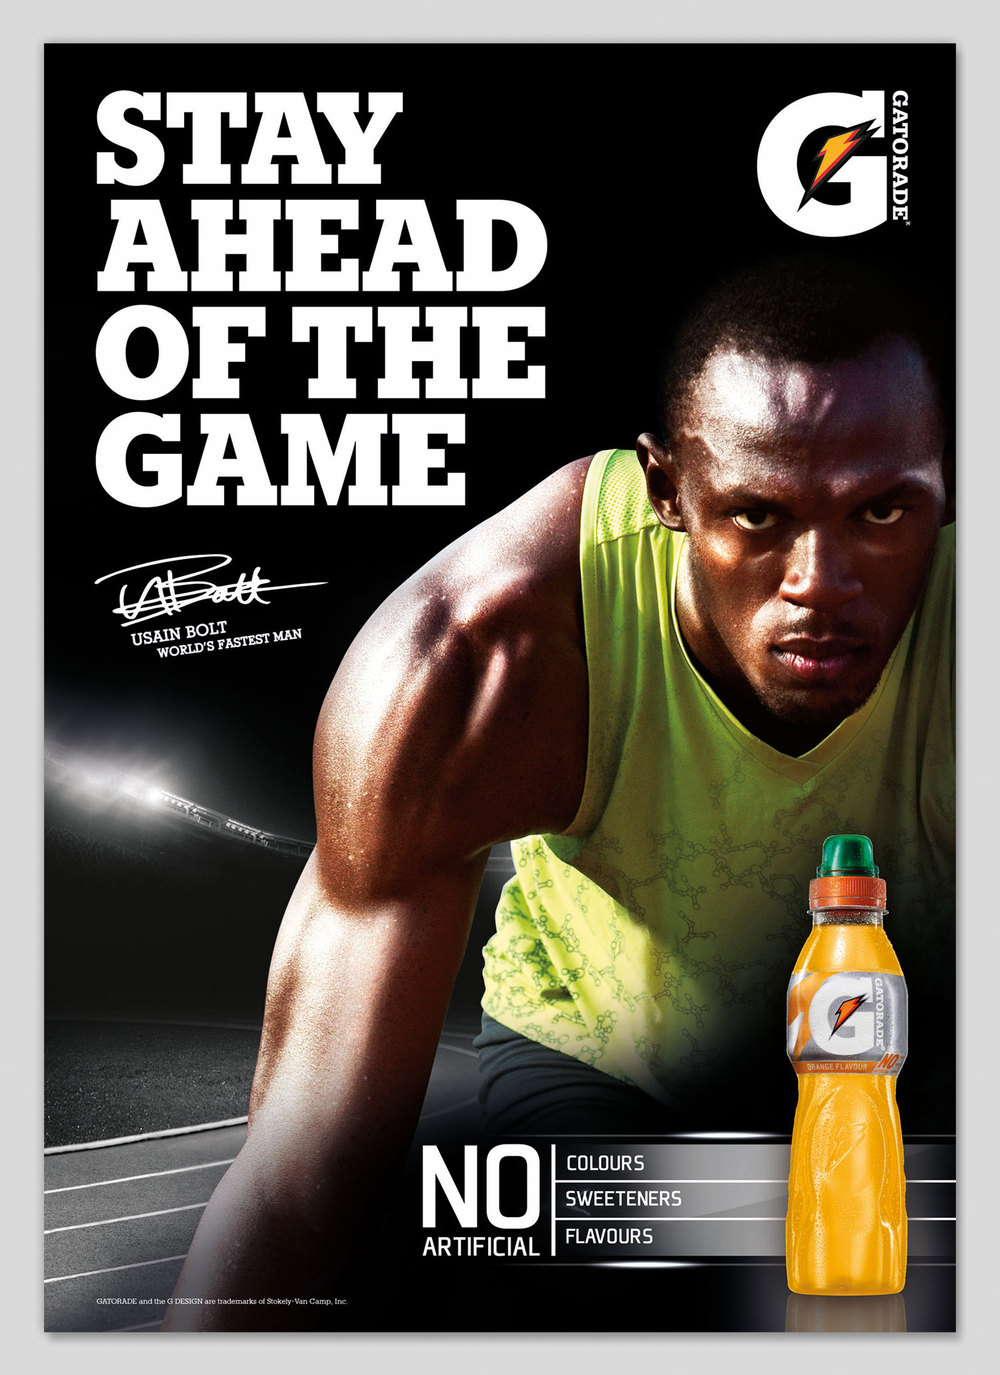 STAY
AHEAD
OF THE
GAME
GATORADE
G
USAIN BOLT
WORLD'S FASTEST MAN
G
GATORADE
NO
ORANGE FLAVOUR
NO
ARTIFICIAL
COLOURS
SWEETENERS
FLAVOURS
GATORADE and the G DESIGN are trademarks of Stokely-Van Camp, Inc.